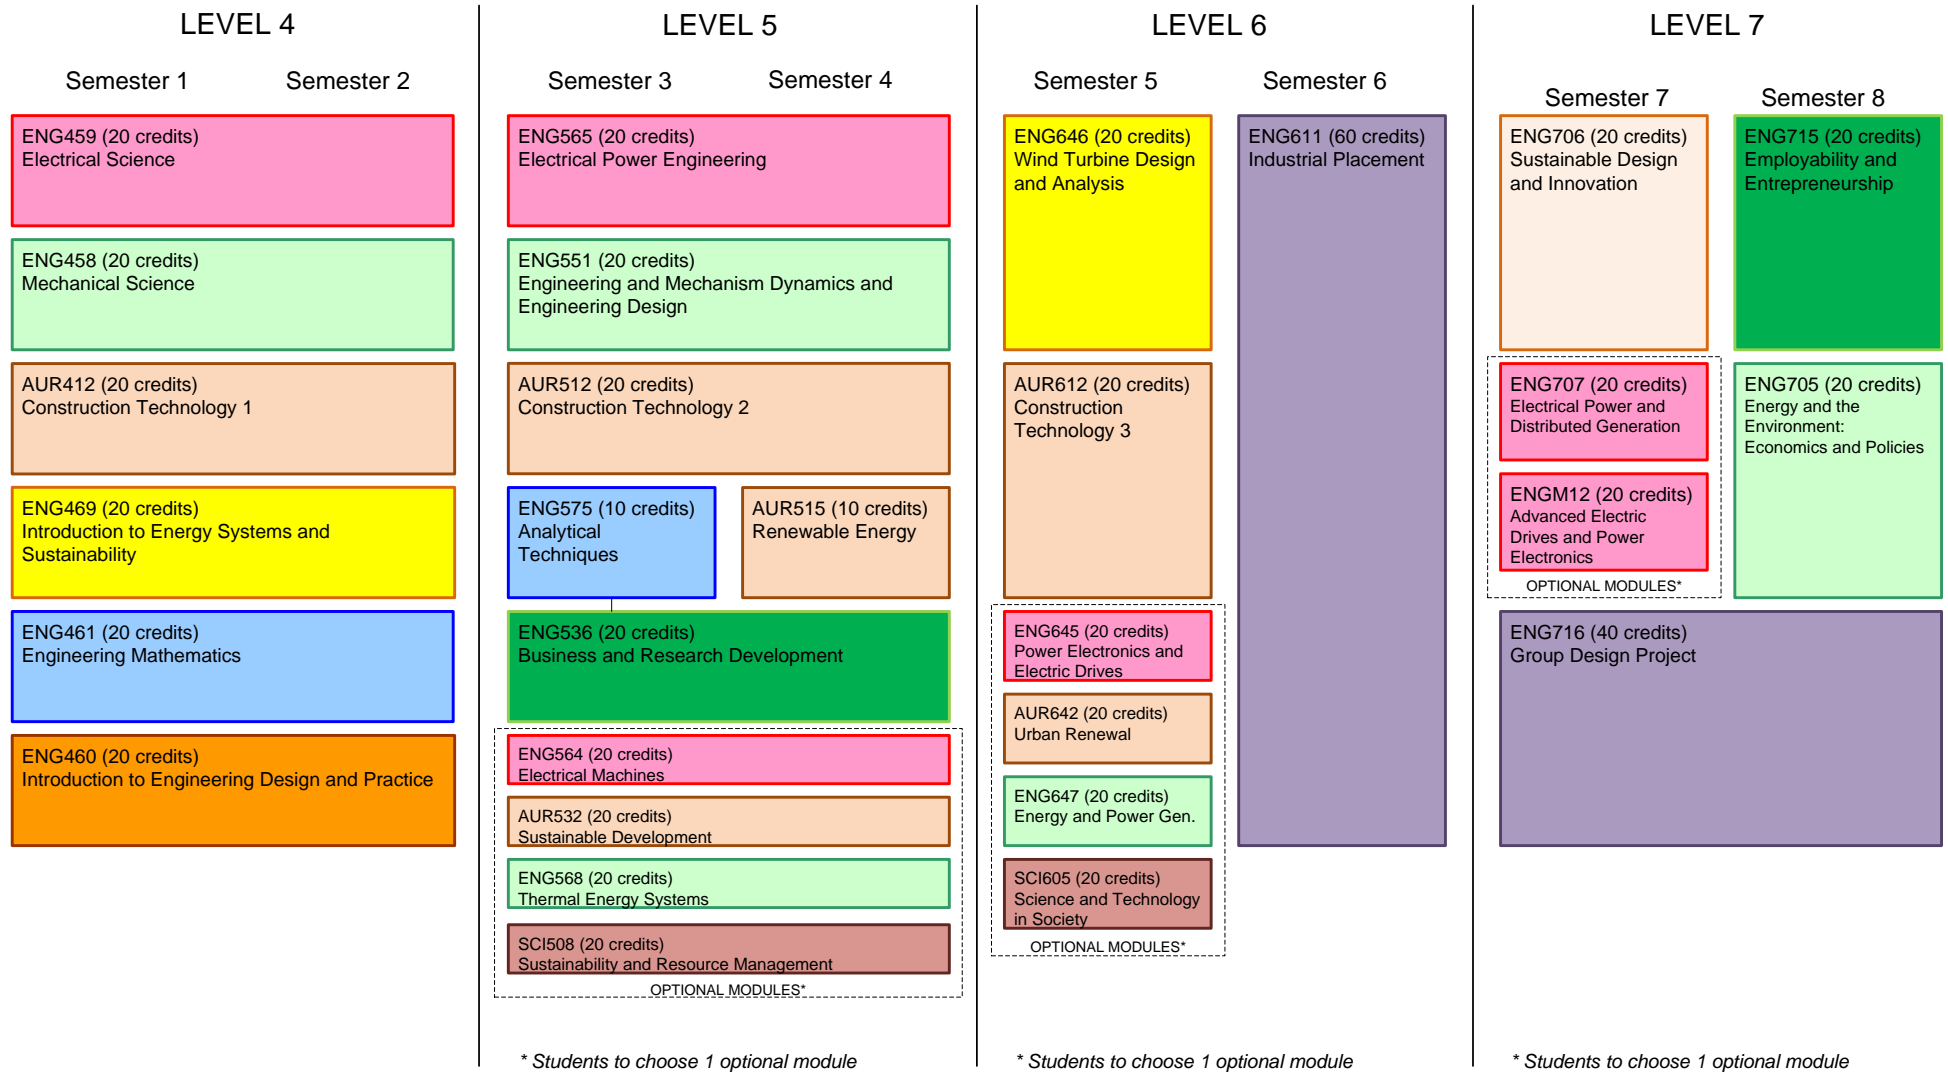 LEVEL 4
Semester 1
Semester 2
ENG459 (20 credits)
Electrical Science
ENG458 (20 credits)
Mechanical Science
AUR412 (20 credits)
Construction Technology 1
ENG469 (20 credits)
Introduction to Energy Systems and
Sustainability
ENG461 (20 credits)
Engineering Mathematics
ENG460 (20 credits)
Introduction to Engineering Design and Practice
LEVEL 5
Semester 3
Semester 4
ENG565 (20 credits)
Electrical Power Engineering
ENG551 (20 credits)
Engineering and Mechanism Dynamics and
Engineering Design
AUR512 (20 credits)
Construction Technology 2
ENG575 (10 credits)
Analytical
Techniques
AUR515 (10 credits)
Renewable Energy
ENG536 (20 credits)
Business and Research Development
ENG564 (20 credits)
Electrical Machines
AUR532 (20 credits)
Sustainable Development
ENG568 (20 credits)
Thermal Energy Systems
SCI508 (20 credits)
Sustainability and Resource Management
OPTIONAL MODULES*
* Students to choose 1 optional module
LEVEL 6
Semester 5
Semester 6
ENG646 (20 credits)
Wind Turbine Design
and Analysis
AUR612 (20 credits)
Construction
Technology 3
ENG645 (20 credits)
Power Electronics and
Electric Drives
AUR642 (20 credits)
Urban Renewal
ENG647 (20 credits)
Energy and Power Gen.
SCI605 (20 credits)
Science and Technology
in Society
OPTIONAL MODULES*
ENG611 (60 credits)
Industrial Placement
* Students to choose 1 optional module
LEVEL 7
Semester 7
Semester 8
ENG706 (20 credits)
Sustainable Design
and Innovation
ENG707 (20 credits)
Electrical Power and
Distributed Generation
ENGM12 (20 credits)
Advanced Electric
Drives and Power
Electronics
OPTIONAL MODULES*
ENG715 (20 credits)
Employability and
Entrepreneurship
ENG705 (20 credits)
Energy and the
Environment:
Economics and Policies
ENG716 (40 credits)
Group Design Project
* Students to choose 1 optional module